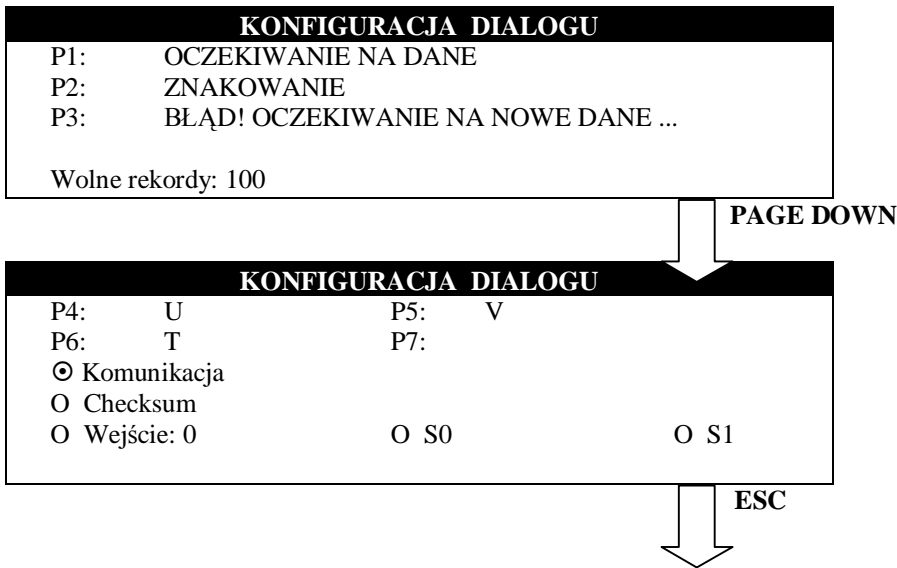 KONFIGURACJA DIALOGU
P1: OCZEKIWANIE NA DANE
P2: ZNAKOWANIE
P3: BŁĄD! OCZEKIWANIE NA NOWE DANE ...
Wolne rekordy: 100
PAGE DOWN
KONFIGURACJA DIALOGU
P4: U P5: V
P6: T P7:
☉ Komunikacja
O Checksum
O Wejście: 0 O S0 O S1
ESC